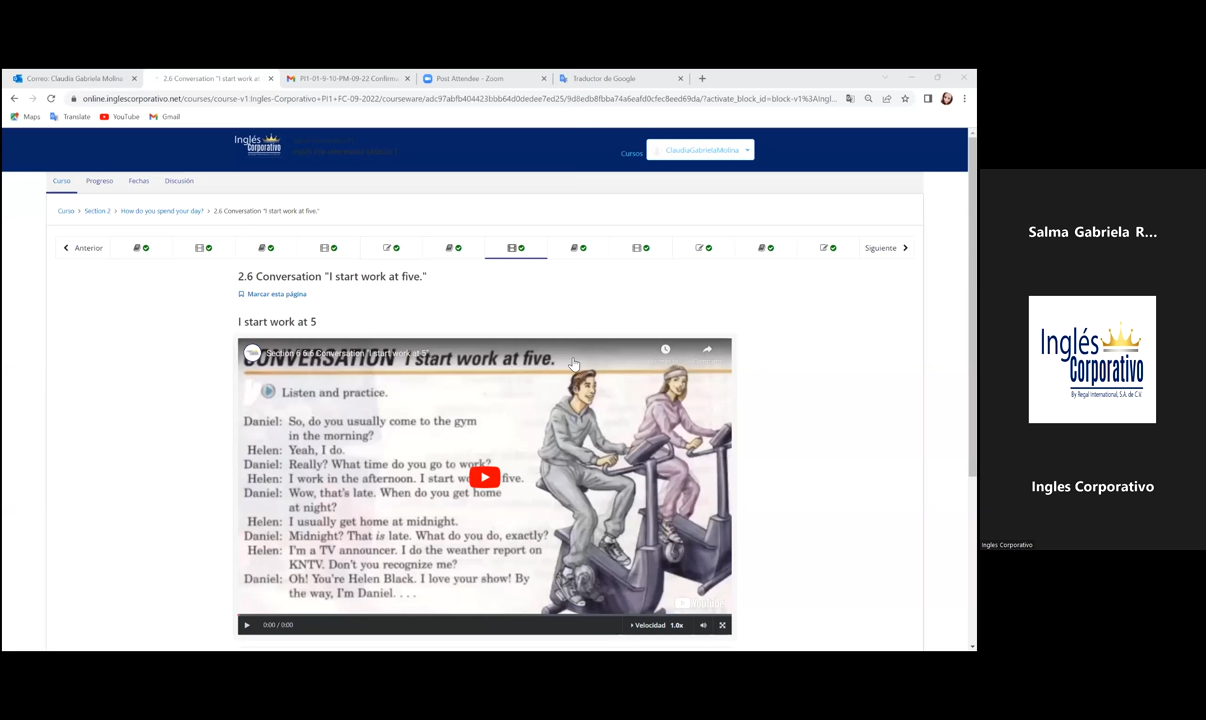 Correo: Claudia Gabriela Molina
2.6 Conversation "I start work at
PI1-01-9-10-PM-09-22 Confirm
Post Attendee - Zoom
Traductor de Google
online.inglescorporativo.net/courses/course-v1:Ingles-Corporativo+PI1+FC-09-2022/courseware/adc97abfb404423bbb64d0dedee7ed25/9d8edb8fbba74a6eafd0cfec8eed69da/?activate_block_id=block-v1%3AIngl...
Maps
Translate
YouTube
Gmail
Inglés
Corporativo
Cursos
ClaudiaGabrielaMolina
Curso
Progreso
Fechas
Discusión
Curso > Section 2 > How do you spend your day? > 2.6 Conversation "I start work at five."
Anterior
Siguiente
2.6 Conversation "I start work at five."
Marcar esta página
I start work at 5
Section 6 6.6 Conversation "I start work at 5"
CONVERSATION I start work at five.
Listen and practice.
Daniel: So, do you usually come to the gym
in the morning?
Helen: Yeah, I do.
Daniel: Really? What time do you go to work?
Helen: I work in the afternoon. I start wo five.
Daniel: Wow, that's late. When do you get home
at night?
Helen: I usually get home at midnight.
Daniel: Midnight? That is late. What do you do, exactly?
Helen: I'm a TV announcer. I do the weather report on
KNTV. Don't you recognize me?
Daniel: Oh! You're Helen Black. I love your show! By
the way, I'm Daniel. . . .
YouTube
0:00 / 0:00
Velocidad 1.0x
Salma Gabriela R...
Inglés
Corporativo
By Regal International, S.A. de C.V.
Ingles Corporativo
Ingles Corporativo